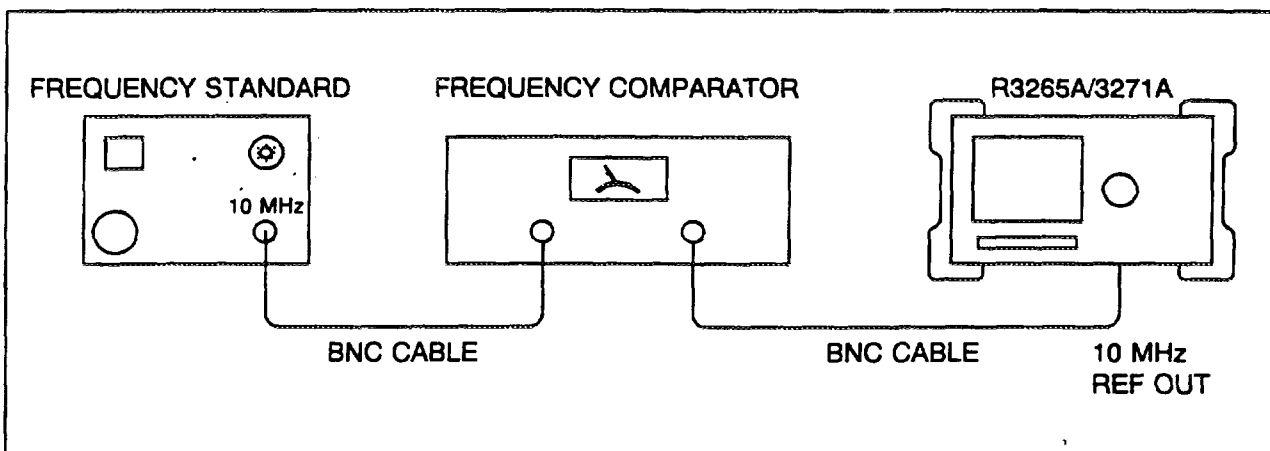 FREQUENCY STANDARD
FREQUENCY COMPARATOR
R3265A/3271A
10 MHz
BNC CABLE
BNC CABLE
10 MHz
REF OUT